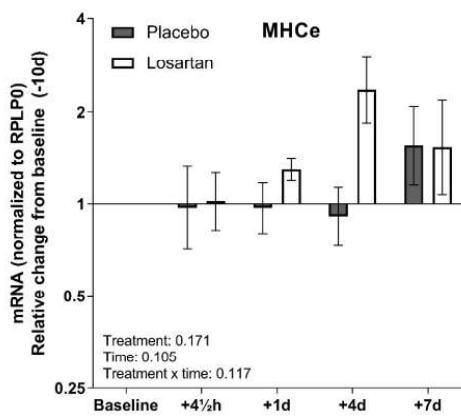 MHCe
Placebo
Losartan
mRNA (normalized to RPLP0)
Relative change from baseline (-10d)
4
2
1
0.5
0.25
Treatment: 0.171
Time: 0.105
Treatment x time: 0.117
Baseline +4½h +1d +4d +7d